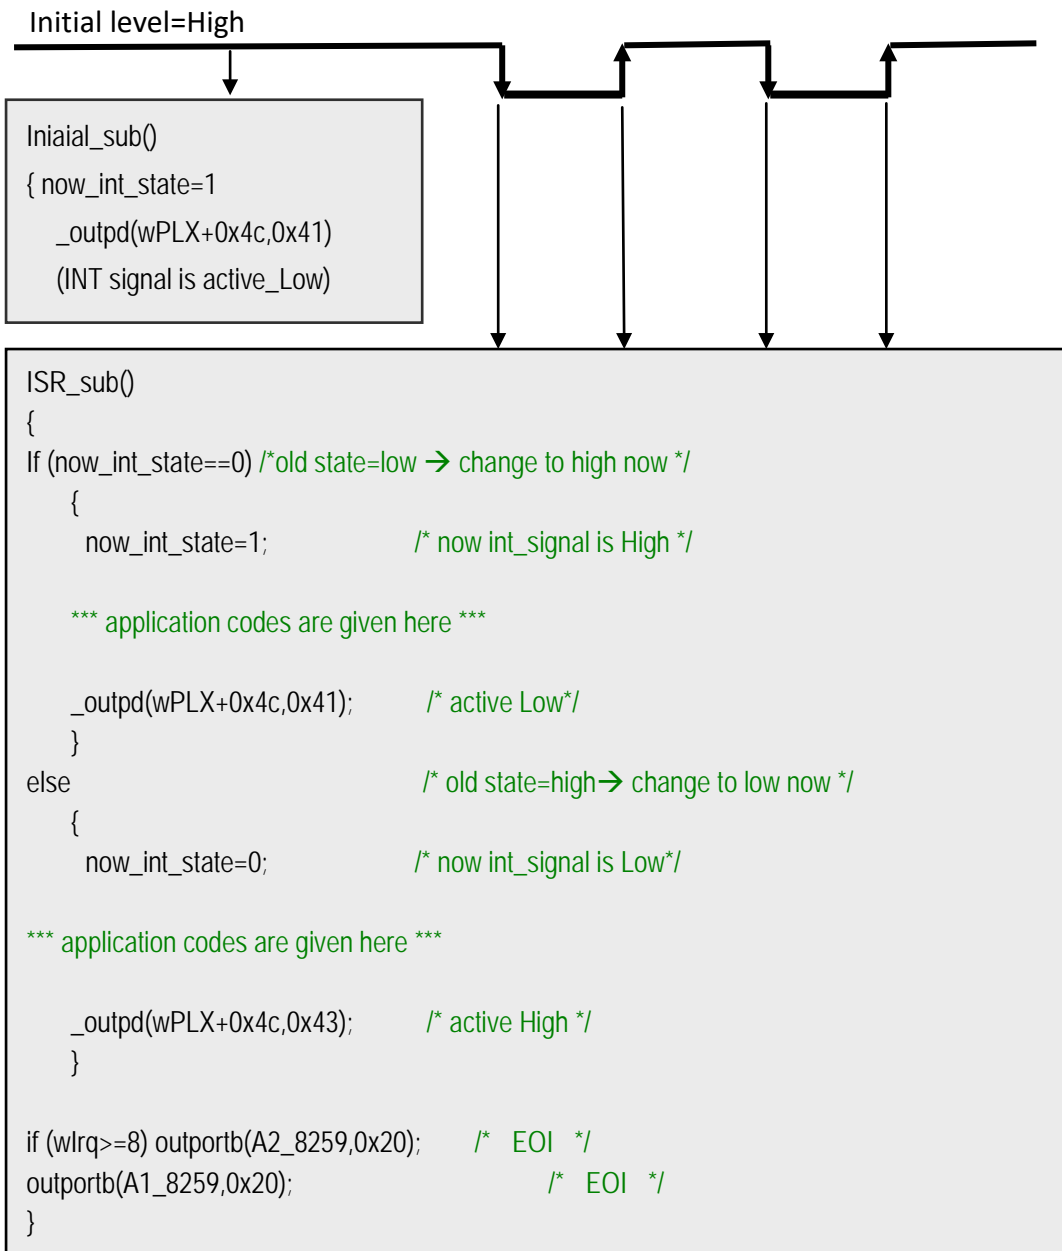 Initial level=High
Iniaial_sub()
{ now_int_state=1
_outpd(wPLX+0x4c,0x41)
(INT signal is active_Low)
ISR_sub()
{
If (now_int_state==0) /*old state=low → change to high now */
{
now_int_state=1; /* now int_signal is High */
*** application codes are given here ***
_outpd(wPLX+0x4c,0x41); /* active Low*/
}
else /* old state=high→ change to low now */
{
now_int_state=0; /* now int_signal is Low*/
*** application codes are given here ***
_outpd(wPLX+0x4c,0x43); /* active High */
}
if (wIrq>=8) outportb(A2_8259,0x20); /* EOI */
outportb(A1_8259,0x20); /* EOI */
}